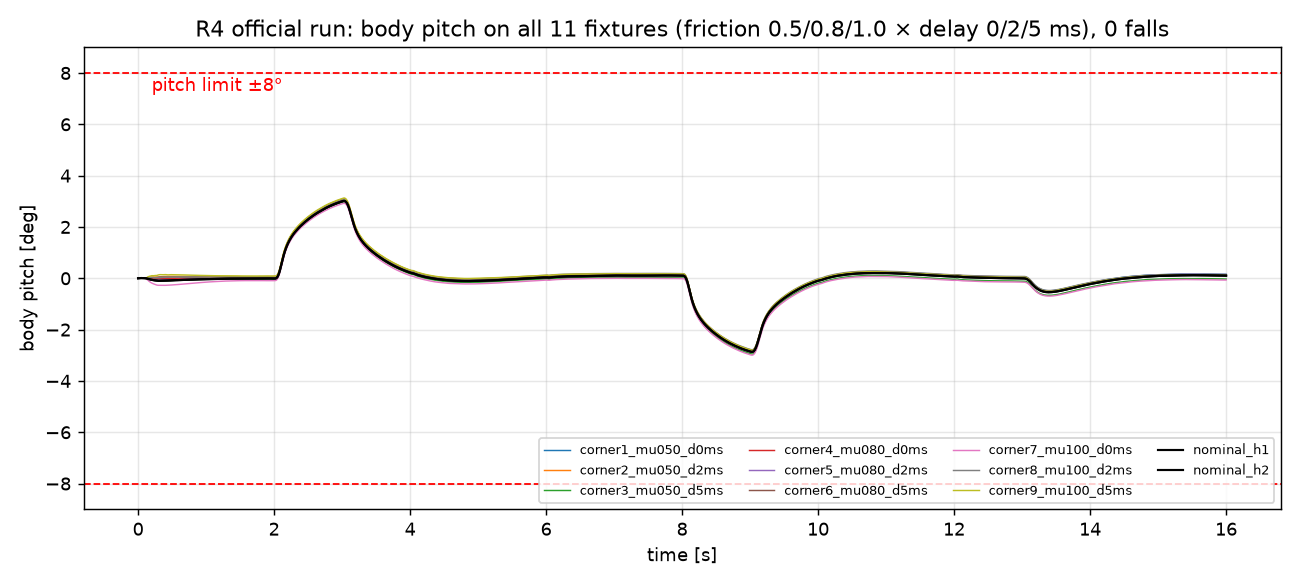 R4 official run: body pitch on all 11 fixtures (friction 0.5/0.8/1.0 × delay 0/2/5 ms), 0 falls
pitch limit ±8°
body pitch [deg]
8
6
4
2
0
−2
−4
−6
−8
corner1_mu050_d0ms
corner2_mu050_d2ms
corner3_mu050_d5ms
corner4_mu080_d0ms
corner5_mu080_d2ms
corner6_mu080_d5ms
corner7_mu100_d0ms
corner8_mu100_d2ms
corner9_mu100_d5ms
nominal_h1
nominal_h2
0 2 4 6 8 10 12 14 16
time [s]